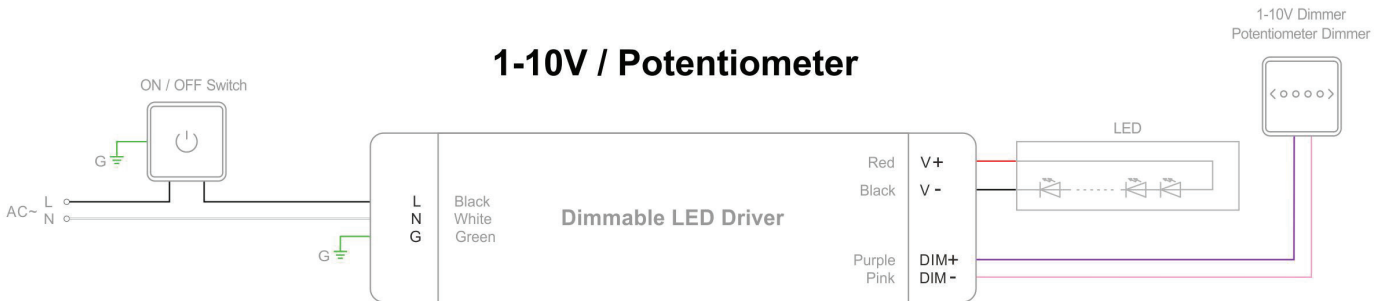 1-10V Dimmer
Potentiometer Dimmer
1-10V / Potentiometer
ON / OFF Switch
G
AC~ L
N
L Black
N White
G Green
G
Dimmable LED Driver
Red V+
Black V -
Purple DIM+
Pink DIM -
LED